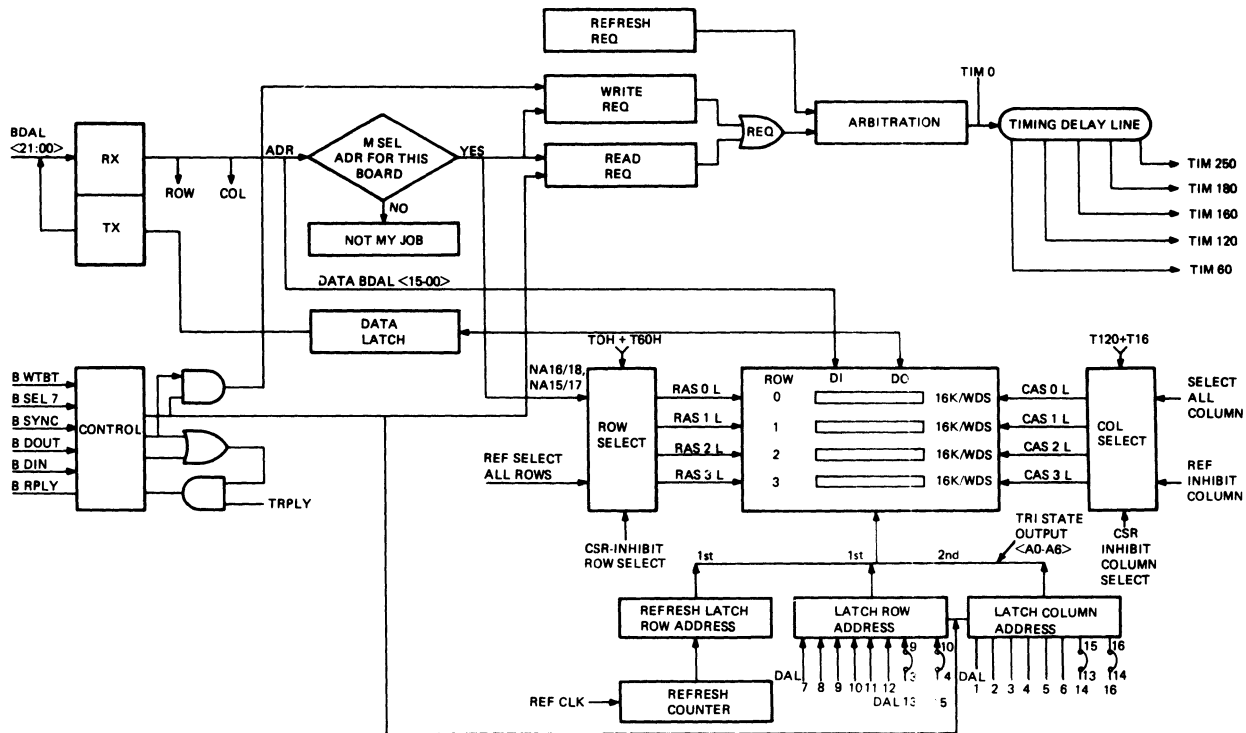 REFRESH
REQ
TIM 0
WRITE
REQ
BDAL
<21:00>
RX
ADR
M SEL
ADR FOR THIS
BOARD
YES
REQ
ARBITRATION
TIMING DELAY LINE
READ
REQ
ROW
COL
TIM 250
TIM 180
TIM 160
TIM 120
TIM 60
TX
NO
NOT MY JOB
DATA BDAL <15-00>
DATA
LATCH
TOH + T60H
T120+T16
NA16/18,
NA15/17
B WTBT
B SEL 7
B SYNC
B DOUT
B DIN
B RPLY
CONTROL
TRPLY
ROW
SELECT
REF SELECT
ALL ROWS
CSR-INHIBIT
ROW SELECT
RAS 0 L
RAS 1 L
RAS 2 L
RAS 3 L
ROW DI DO
0 16K/WDS
1 16K/WDS
2 16K/WDS
3 16K/WDS
CAS 0 L
CAS 1 L
CAS 2 L
CAS 3 L
COL
SELECT
SELECT
ALL
COLUMN
REF
INHIBIT
COLUMN
CSR
INHIBIT
COLUMN
SELECT
TRI STATE
OUTPUT
<A0-A6>
1st 1st 2nd
REFRESH LATCH
ROW ADDRESS
LATCH ROW
ADDRESS
LATCH COLUMN
ADDRESS
9 10
DAL 7 8 9 10 11 12 13 14
DAL 13 15
15 16
DAL 1 2 3 4 5 6 13 14
14 16
REF CLK
REFRESH
COUNTER